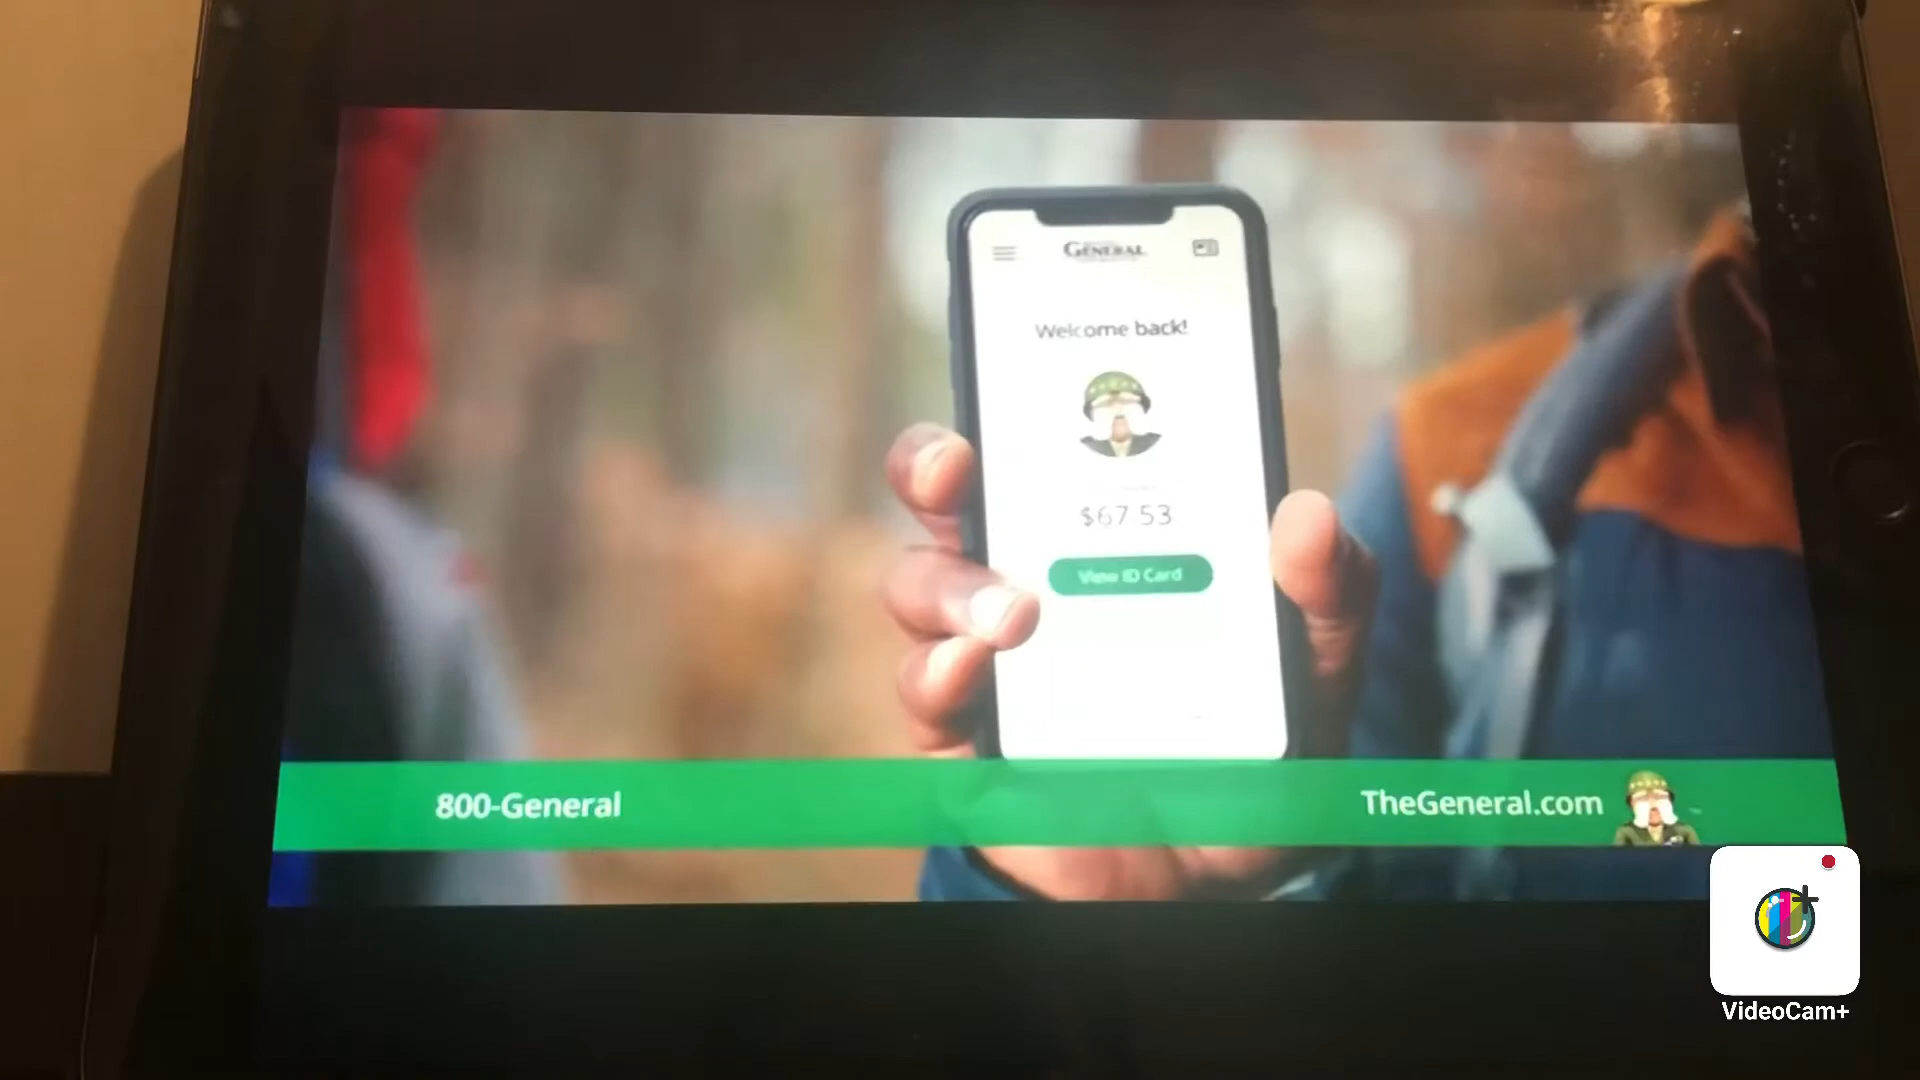 GENERAL
Welcome back!
$67.53
View ID Card
800-General
TheGeneral.com
VideoCam+